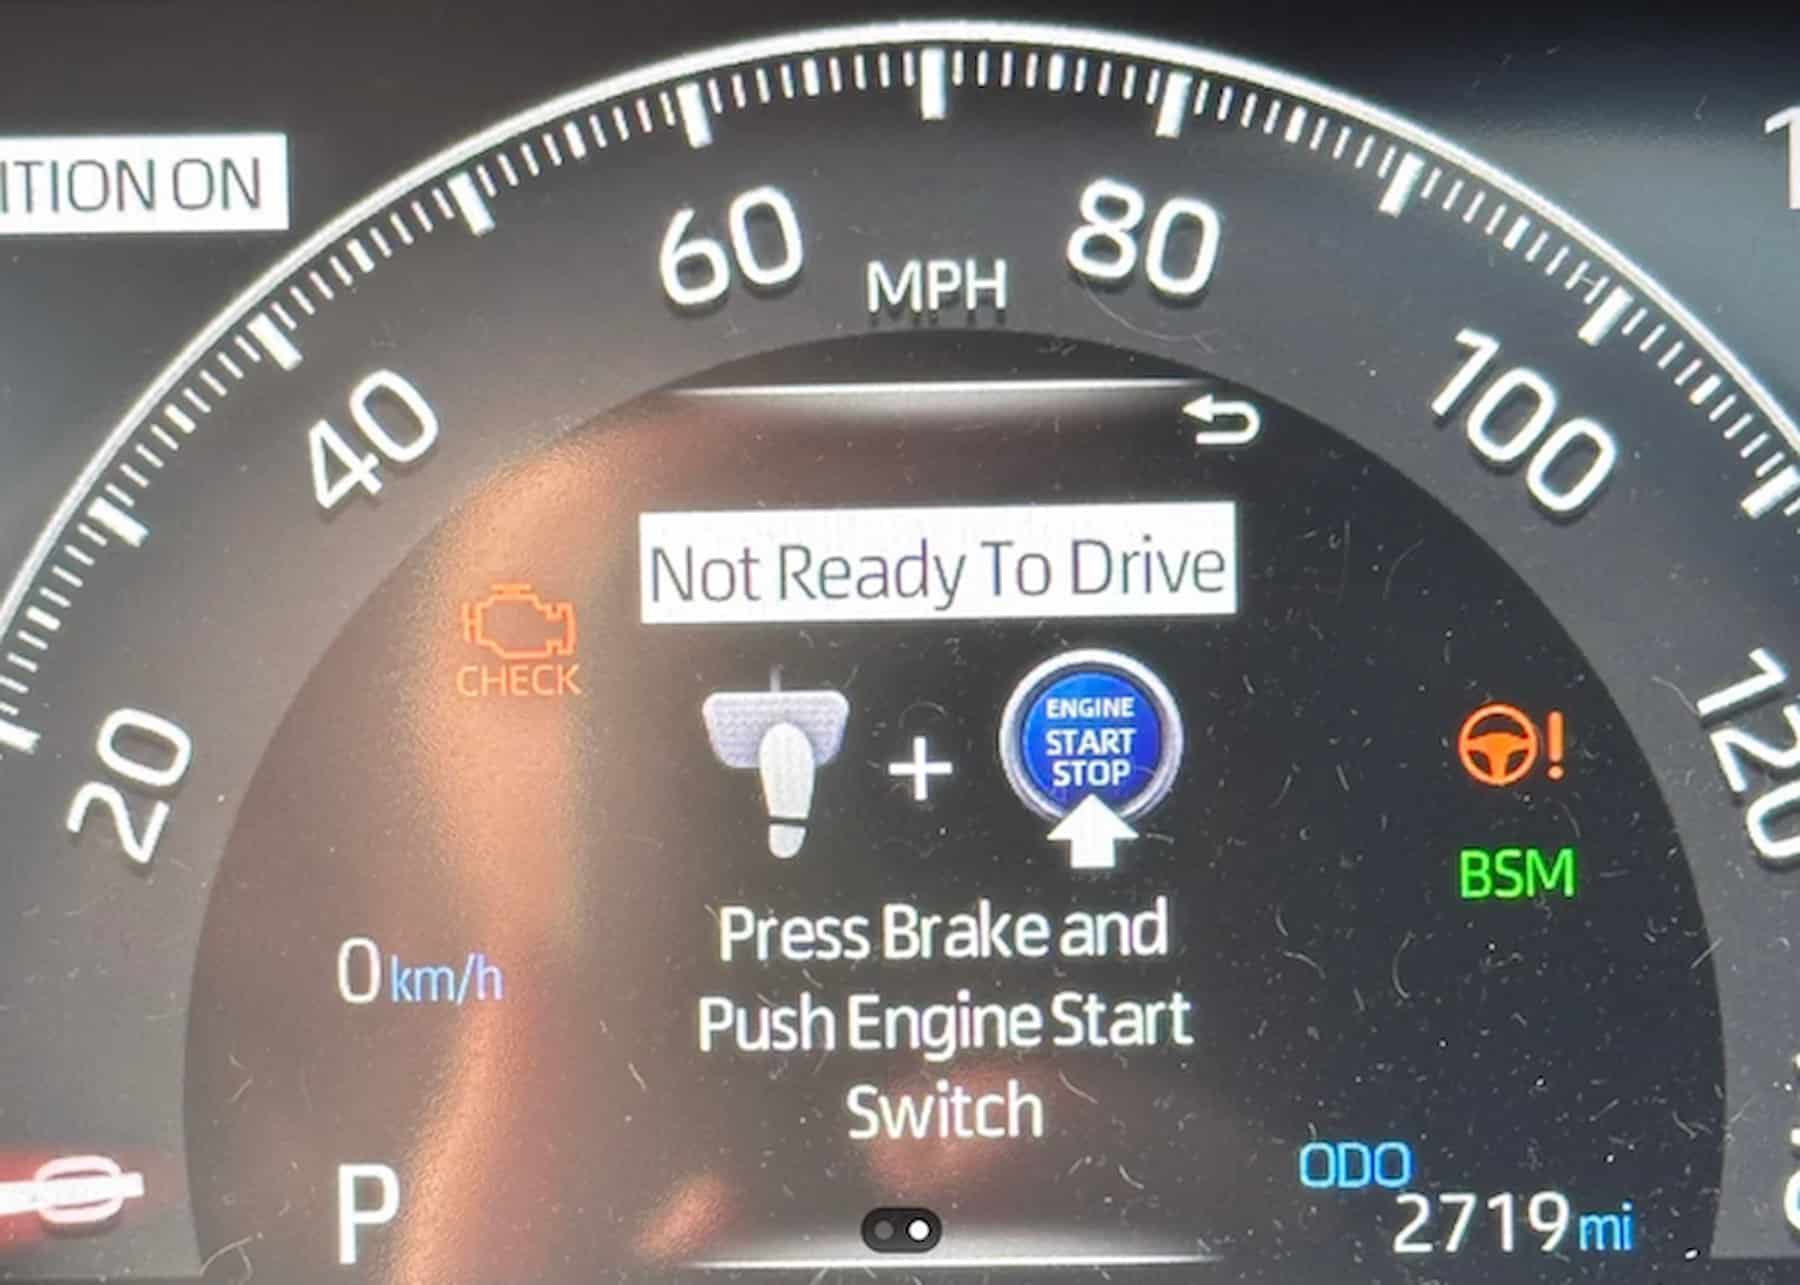 ITION ON
60
80
MPH
40
100
Not Ready To Drive
CHECK
ENGINE
START
STOP
20
120
BSM
Press Brake and
0 km/h
Push Engine Start
Switch
ODO
P
2719 mi